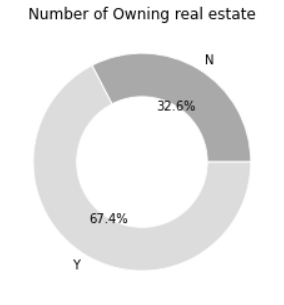 Number of Owning real estate
N
32.6%
67.4%
Y